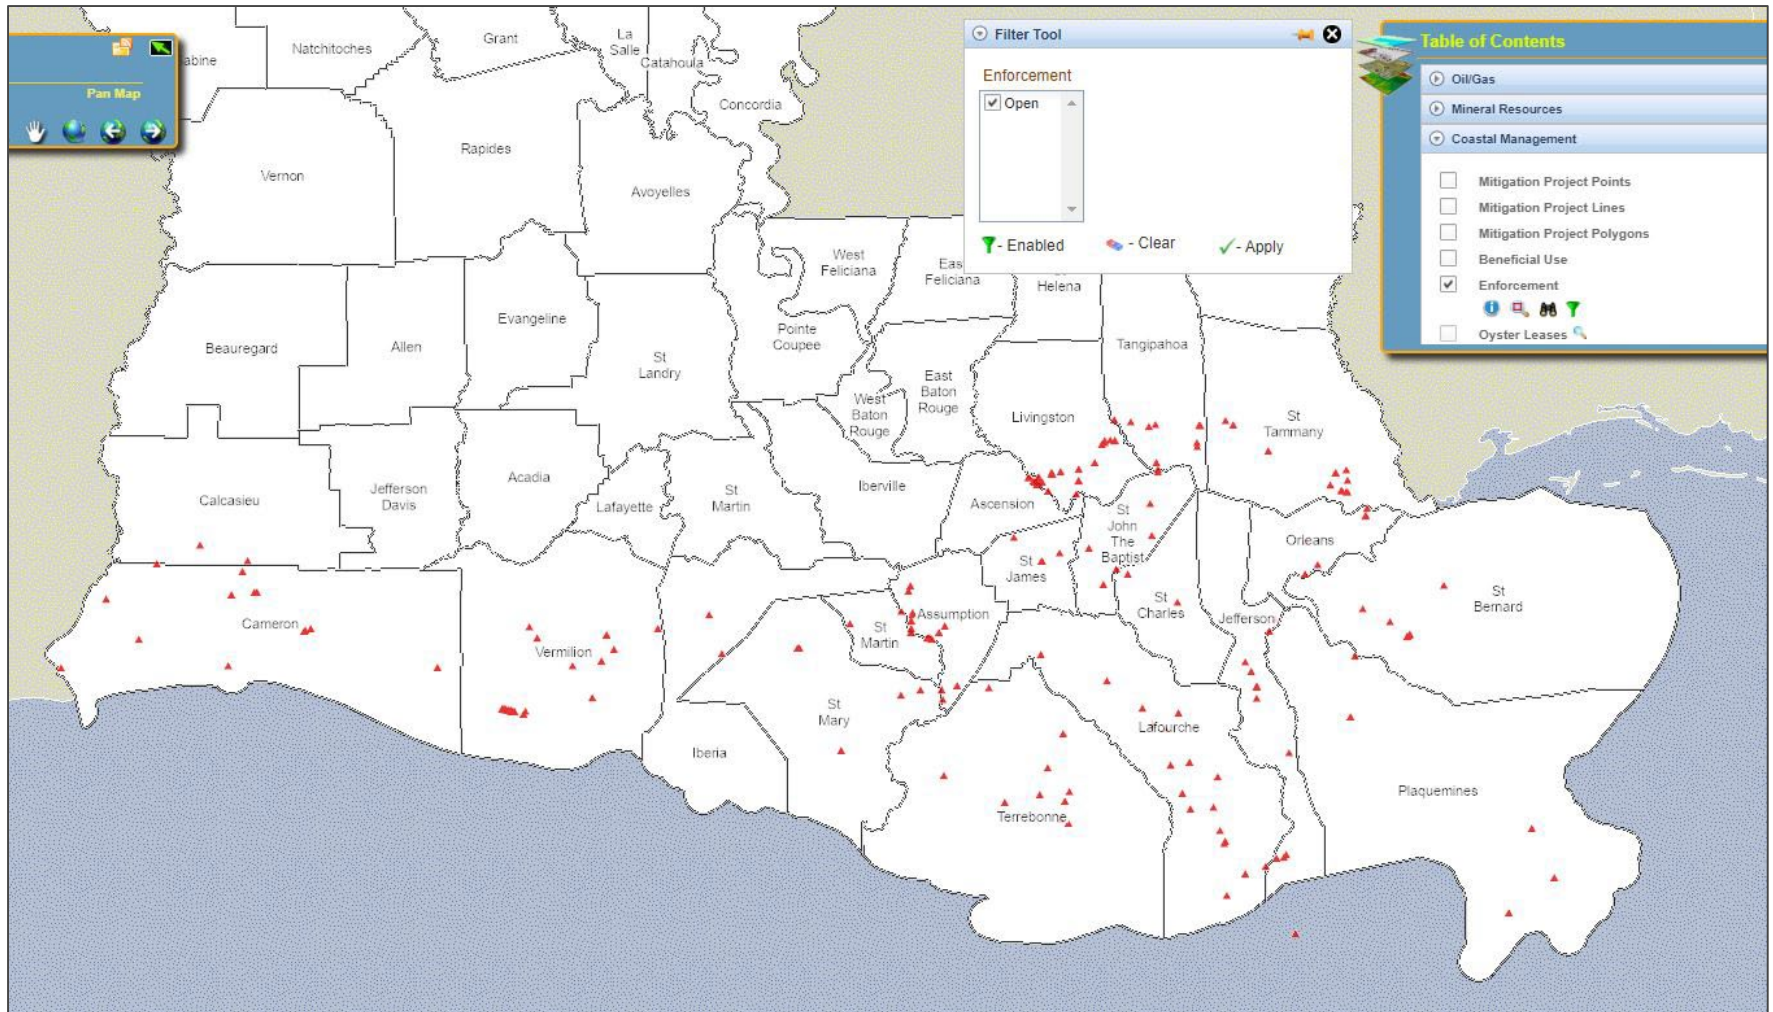 Natchitoches
Grant
La
Salle
Catahoula
Concordia
abine
Pan Map
Vernon
Rapides
Avoyelles
Filter Tool
Enforcement
Open
- Enabled
- Clear
- Apply
Table of Contents
Oil/Gas
Mineral Resources
Coastal Management
Mitigation Project Points
Mitigation Project Lines
Mitigation Project Polygons
Beneficial Use
Enforcement
Oyster Leases
West
Feliciana
Eas
Feliciana
Helena
Beauregard
Allen
Evangeline
St
Landry
Pointe
Coupee
Tangipahoa
West
Baton
Rouge
East
Baton
Rouge
Livingston
St
Tammany
Calcasieu
Jefferson
Davis
Acadia
Lafayette
St
Martin
Iberville
Ascension
St
John
The
Baptist
Orleans
St
James
St
Bernard
Cameron
Vermilion
St
Martin
Assumption
St
Charles
Jefferson
Iberia
St
Mary
Lafourche
Terrebonne
Plaquemines